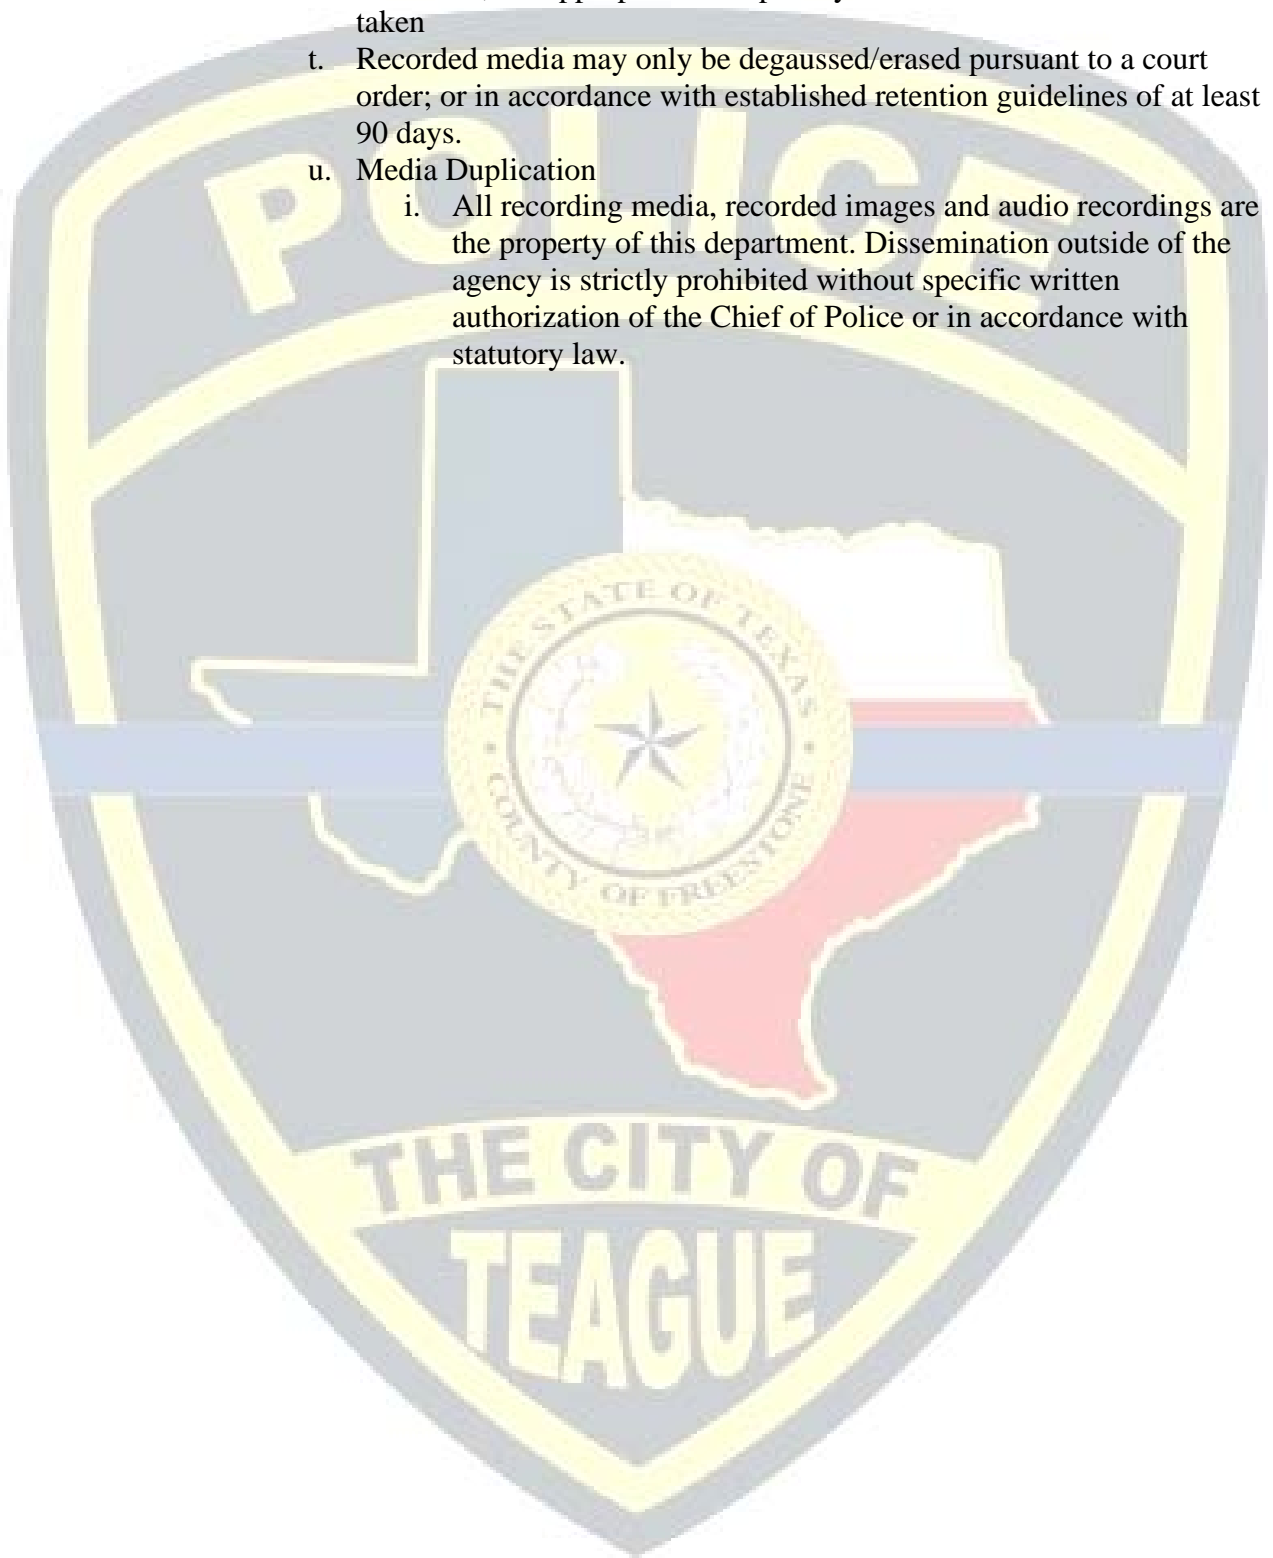 taken
t. Recorded media may only be degaussed/erased pursuant to a court
order; or in accordance with established retention guidelines of at least
90 days.
u. Media Duplication
i. All recording media, recorded images and audio recordings are
the property of this department. Dissemination outside of the
agency is strictly prohibited without specific written
authorization of the Chief of Police or in accordance with
statutory law.
POLICE
THE STATE OF TEXAS
COUNTY OF FREESTONE
THE CITY OF
TEAGUE